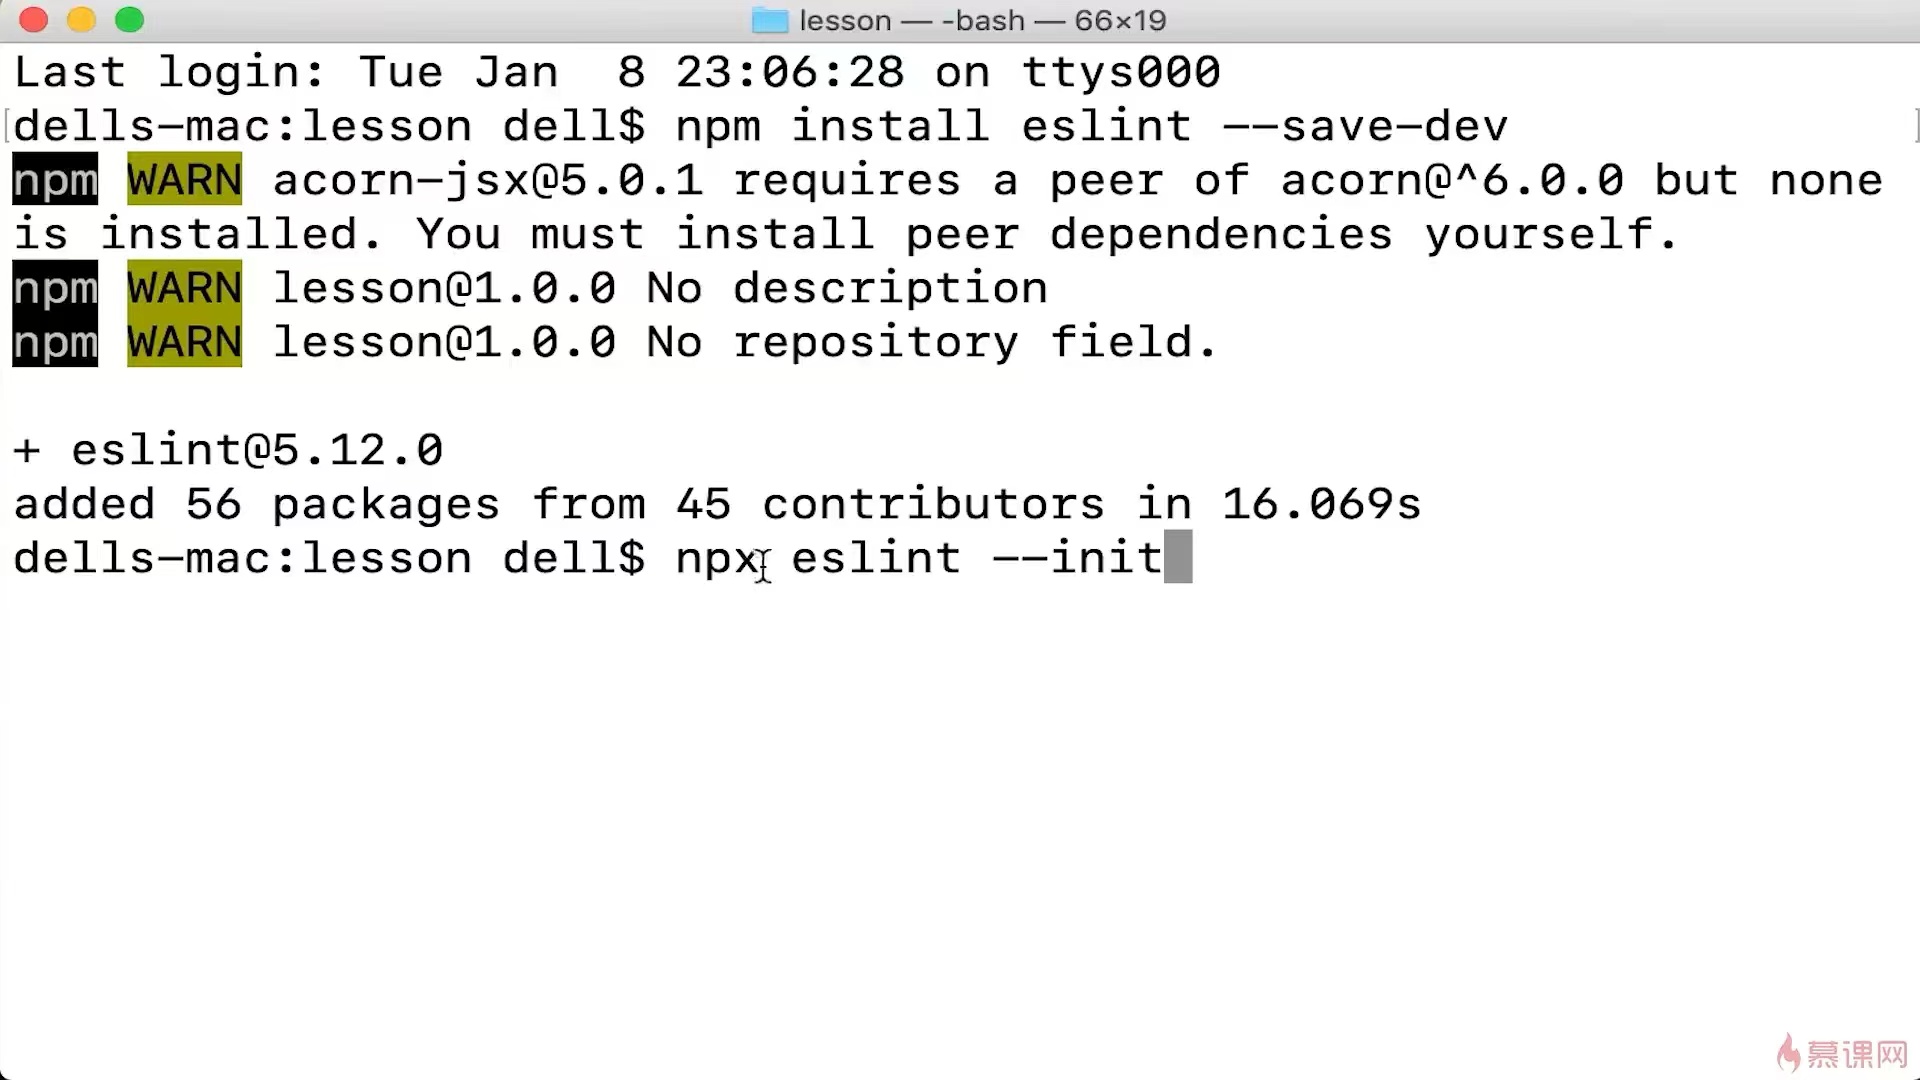 lesson — -bash — 66×19
Last login: Tue Jan  8 23:06:28 on ttys000
dells-mac:lesson dell$ npm install eslint --save-dev
npm WARN acorn-jsx@5.0.1 requires a peer of acorn@^6.0.0 but none
is installed. You must install peer dependencies yourself.
npm WARN lesson@1.0.0 No description
npm WARN lesson@1.0.0 No repository field.
+ eslint@5.12.0
added 56 packages from 45 contributors in 16.069s
dells-mac:lesson dell$ npx eslint --init
慕课网